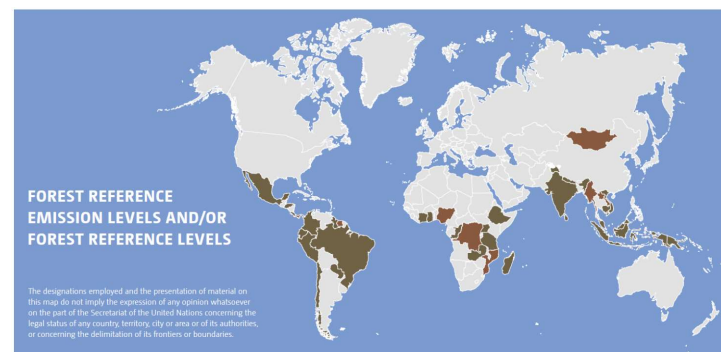 FOREST REFERENCE
EMISSION LEVELS AND/OR
FOREST REFERENCE LEVELS
The designations employed and the presentation of material on
this map do not imply the expression of any opinion whatsoever
on the part of the Secretariat of the United Nations concerning the
legal status of any country, territory, city or area or of its authorities,
or concerning the delimitation of its frontiers or boundaries.